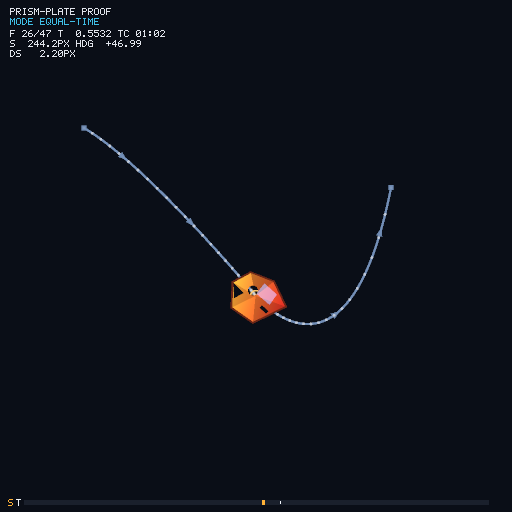 PRISM-PLATE PROOF
MODE EQUAL-TIME
F 26/47 T  0.5532 TC 01:02
S  244.2PX HDG  +46.99
DS   2.20PX
ST